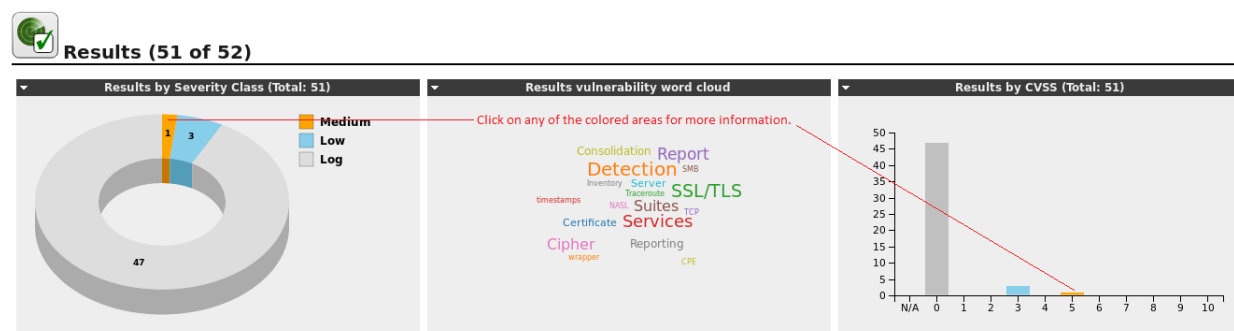 Results (51 of 52)
Results by Severity Class (Total: 51)
1
3
47
Medium
Low
Log
Results vulnerability word cloud
Click on any of the colored areas for more information.
Consolidation Report
Detection SMB
Inventory Server
Traceroute SSL/TLS
timestamps
NASL Suites TCP
Certificate Services
Cipher Reporting
wrapper CPE
Results by CVSS (Total: 51)
50
45
40
35
30
25
20
15
10
5
0
N/A 0 1 2 3 4 5 6 7 8 9 10